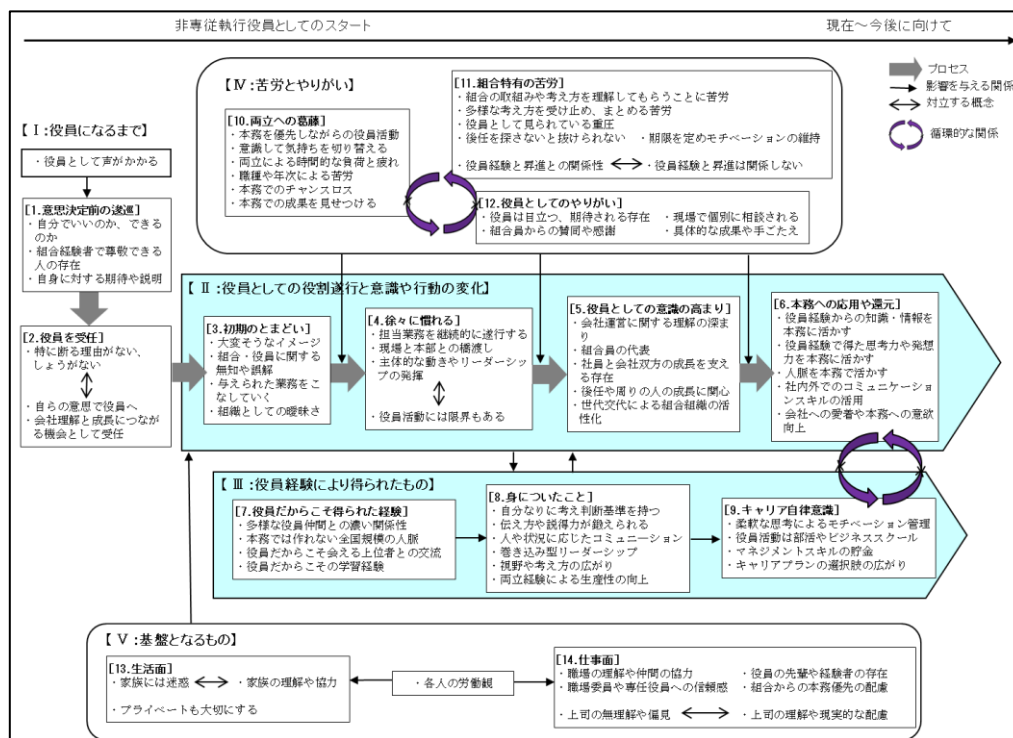 非専従執行役員としてのスタート
現在～今後に向けて
プロセス
影響を与える関係
対立する概念
循環的な関係
【Ⅰ:役員になるまで】
・役員として声がかかる
[1.意思決定前の逡巡]
・自分でいいのか、できる
のか
・組合経験者で尊敬できる
人の存在
・自身に対する期待や説明
[2.役員を受任]
・特に断る理由がない、
しょうがない
・自らの意思で役員へ
・会社理解と成長につなが
る機会として受任
【Ⅳ:苦労とやりがい】
[10.両立への葛藤]
・本務を優先しながらの役員活動
・意識して気持ちを切り替える
・両立による時間的な負荷と疲れ
・職種や年次による苦労
・本務でのチャンスロス
・本務での成果を見せつける
[11.組合特有の苦労]
・組合の取組みや考え方を理解してもらうことに苦労
・多様な考え方を受け止め、まとめる苦労
・役員として見られている重圧
・後任を探さないと抜けられない ・期限を定めモチベーションの維持
・役員経験と昇進との関係性 ・役員経験と昇進は関係しない
[12.役員としてのやりがい]
・役員は目立つ、期待される存在 ・現場で個別に相談される
・組合員からの賛同や感謝 ・具体的な成果や手ごたえ
【Ⅱ:役員としての役割遂行と意識や行動の変化】
[3.初期のとまどい]
・大変そうなイメージ
・組合・役員に関する
無知や誤解
・与えられた業務をこ
なしていく
・組織としての曖昧さ
[4.徐々に慣れる]
・担当業務を継続的に遂行する
・現場と本部との橋渡し
・主体的な動きやリーダーシッ
プの発揮
・役員活動には限界もある
[5.役員としての意識の高まり]
・会社運営に関する理解の深ま
り
・組合員の代表
・社員と会社双方の成長を支え
る存在
・後任や周りの人の成長に関心
・世代交代による組合組織の活
性化
[6.本務への応用や還元]
・役員経験からの知識・情報を
本務に活かす
・役員経験で得た思考力や発想
力を本務に活かす
・人脈を本務で活かす
・社内外でのコミュニケーション
スキルの活用
・会社への愛着や本務への意欲
向上
【Ⅲ:役員経験により得られたもの】
[7.役員だからこそ得られた経験]
・多様な役員仲間との濃い関係性
・本務では作れない全国規模の人脈
・役員だからこそ会える上位者との交流
・役員だからこその学習経験
[8.身についたこと]
・自分なりに考え判断基準を持つ
・伝え方や説得力が鍛えられる
・人や状況に応じたコミュニーション
・巻き込み型リーダーシップ
・視野や考え方の広がり
・両立経験による生産性の向上
[9.キャリア自律意識]
・柔軟な思考によるモチベーション管理
・役員活動は部活やビジネススクール
・マネジメントスキルの貯金
・キャリアプランの選択肢の広がり
【Ⅴ:基盤となるもの】
[13.生活面]
・家族には迷惑 ・家族の理解や協力
・プライベートも大切にする
・各人の労働観
[14.仕事面]
・職場の理解や仲間の協力 ・役員の先輩や経験者の存在
・職場委員や専任役員への信頼感 ・組合からの本務優先の配慮
・上司の無理解や偏見 ・上司の理解や現実的な配慮